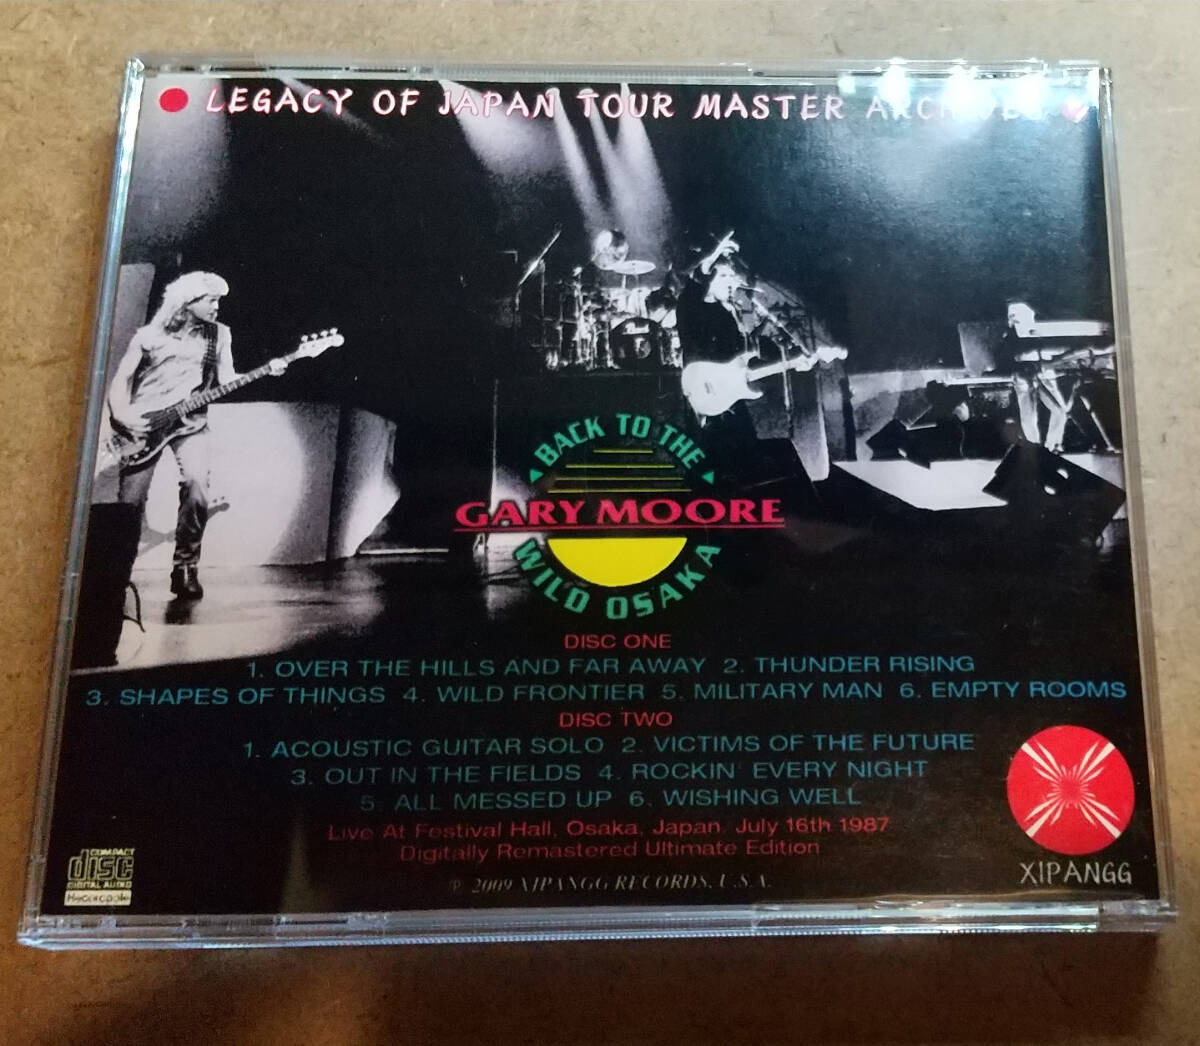 LEGACY OF JAPAN TOUR MASTER ARCHIVES
BACK TO THE
GARY MOORE
WILD OSAKA
DISC ONE
1. OVER THE HILLS AND FAR AWAY 2. THUNDER RISING
3. SHAPES OF THINGS 4. WILD FRONTIER 5. MILITARY MAN 6. EMPTY ROOMS
DISC TWO
1. ACOUSTIC GUITAR SOLO 2. VICTIMS OF THE FUTURE
3. OUT IN THE FIELDS 4. ROCKIN' EVERY NIGHT
5. ALL MESSED UP 6. WISHING WELL
Live At Festival Hall, Osaka, Japan July 16th 1987
Digitally Remastered Ultimate Edition
℗ 2009 XIPANGG RECORDS, U.S.A.
COMPACT
disc
DIGITAL AUDIO
XIPANGG